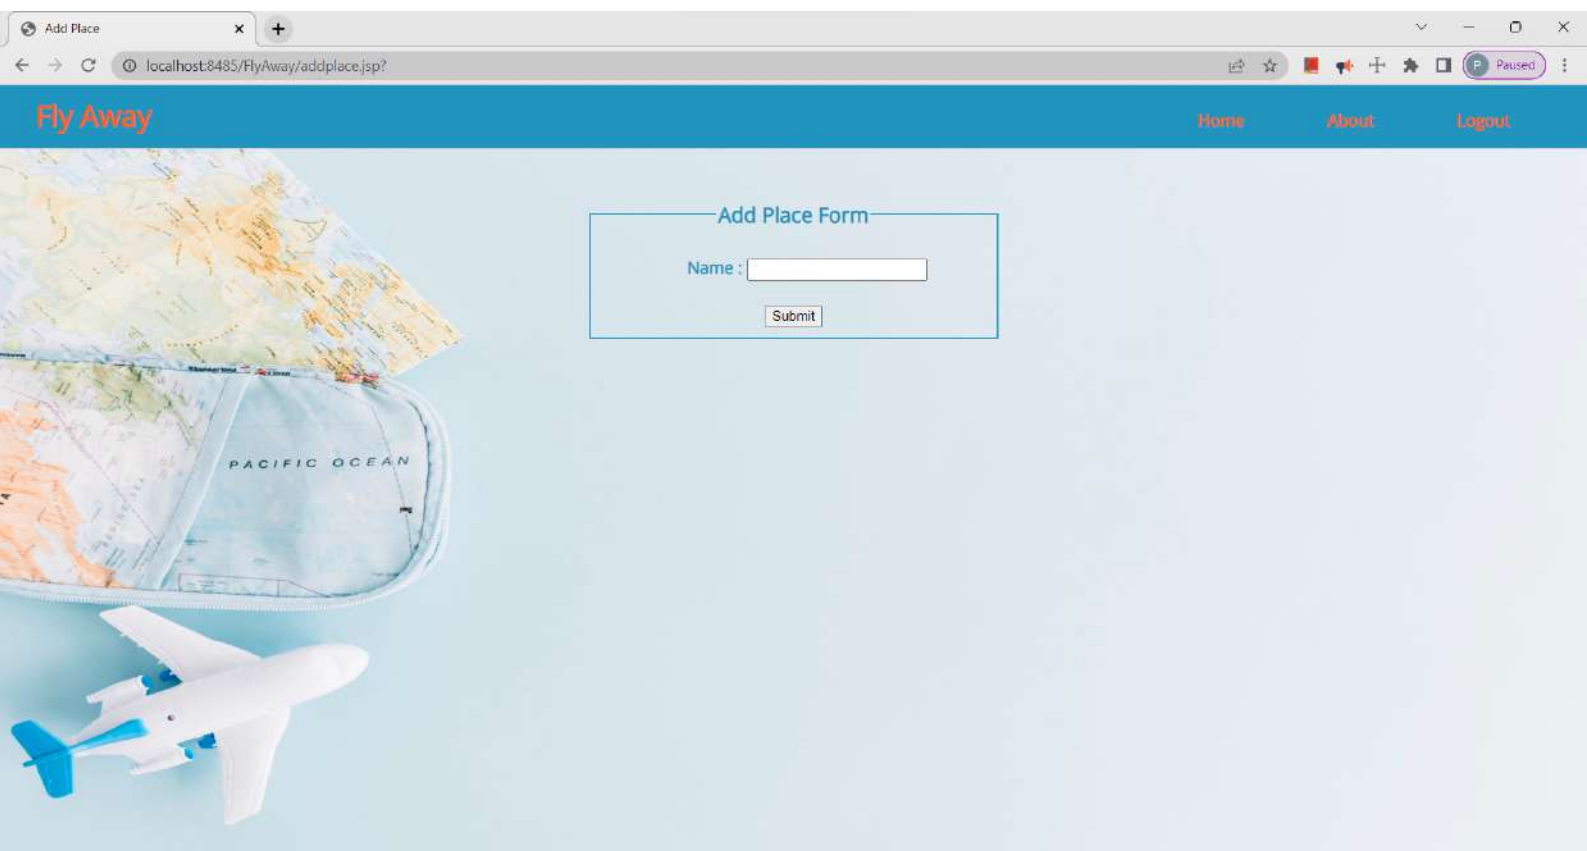 Add Place
localhost:8485/FlyAway/addplace.jsp?
P Paused
Fly Away
Home About Logout
Add Place Form
Name :
Submit
PACIFIC OCEAN